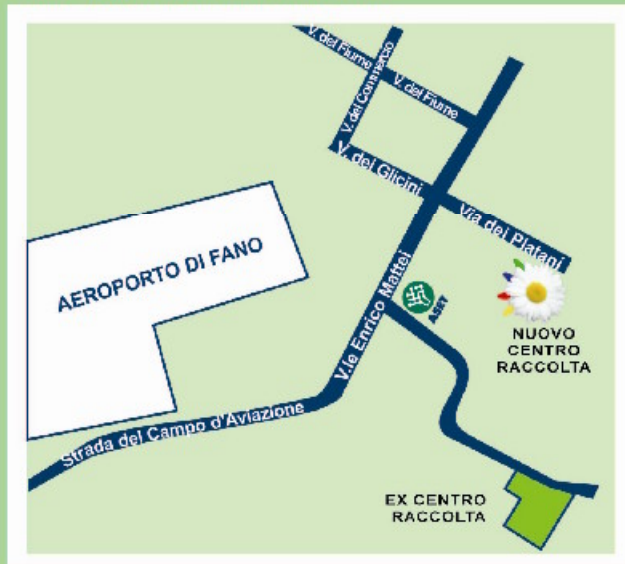 V. del Fiume
V. del Commercio
V. del Fiume
V. dei Glicini
Via dei Platani
AEROPORTO DI FANO
V.le Enrico Mattei
ASET
NUOVO
CENTRO
RACCOLTA
Strada del Campo d'Aviazione
EX CENTRO
RACCOLTA